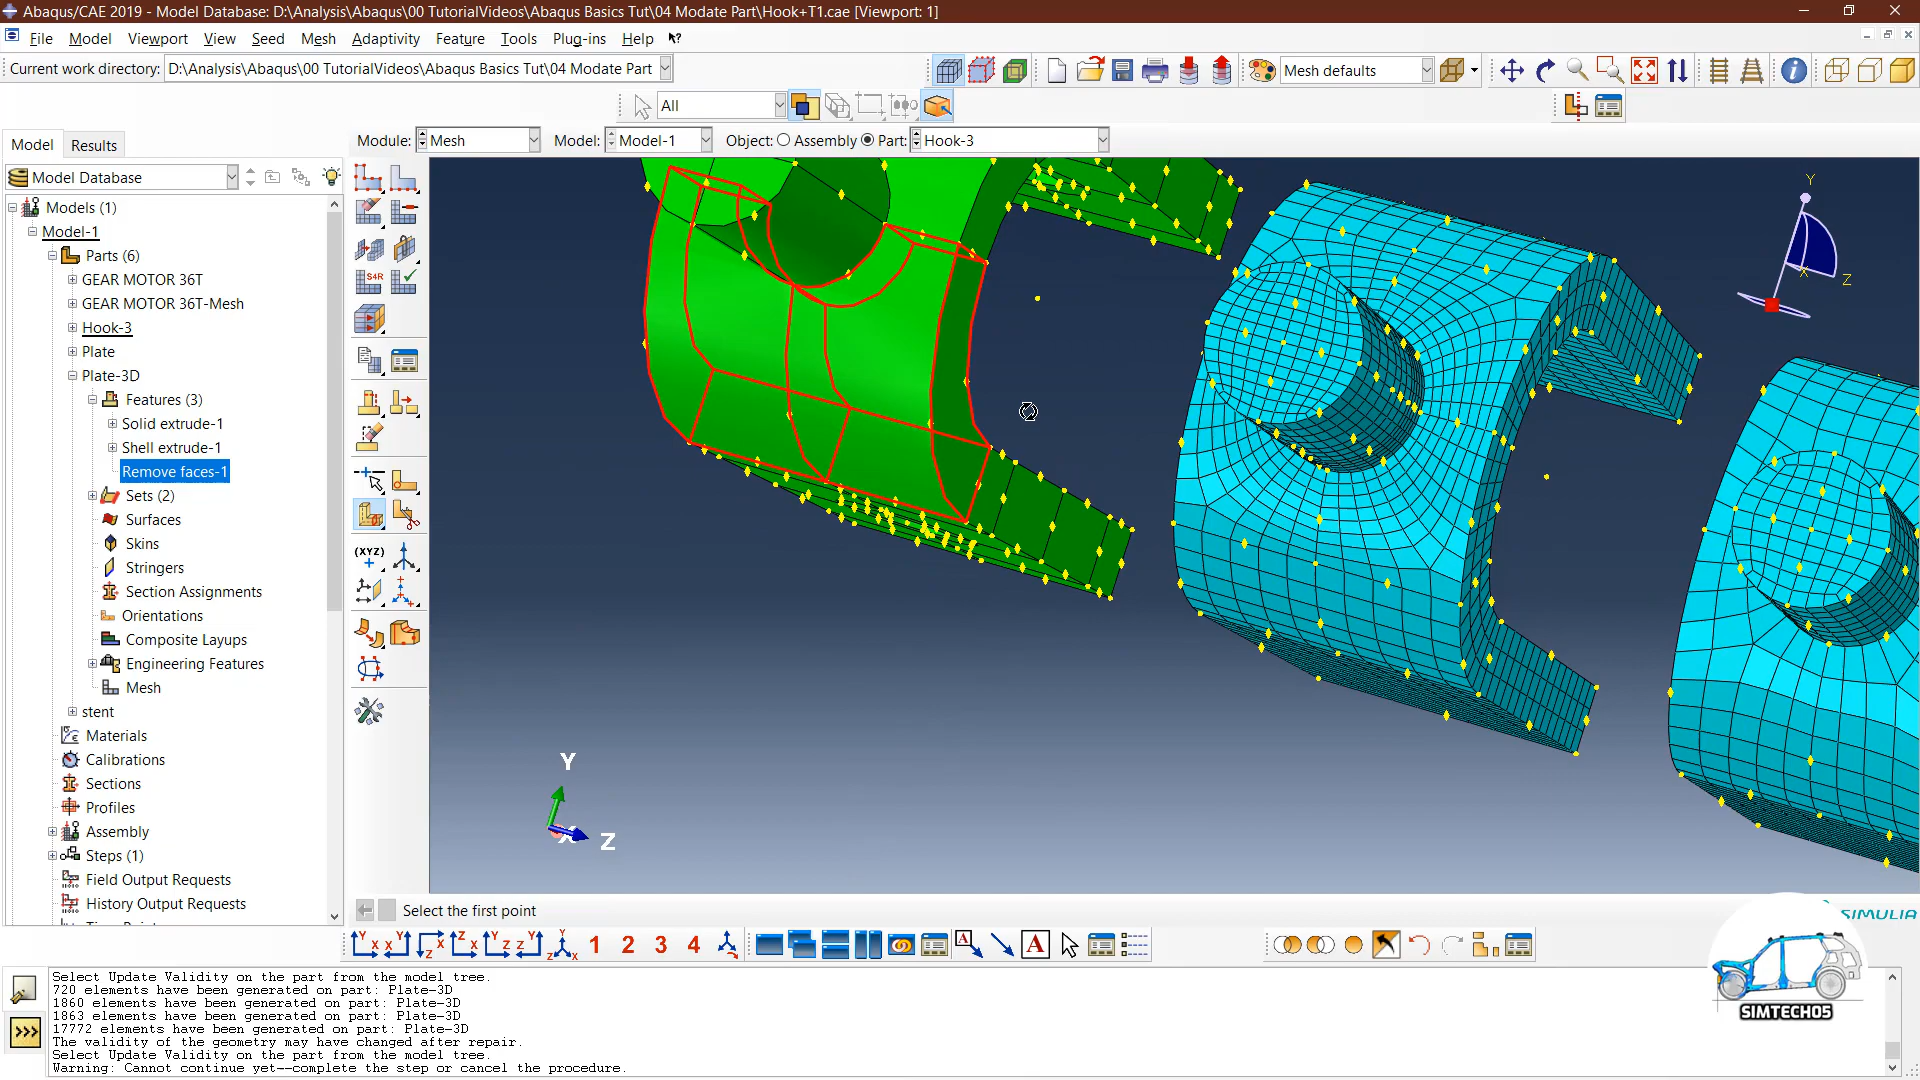 Abaqus/CAE 2019 - Model Database: D:\Analysis\Abaqus\00 TutorialVideos\Abaqus Basics Tut\04 Modate Part\Hook+T1.cae [Viewport: 1]
File Model Viewport View Seed Mesh Adaptivity Feature Tools Plug-ins Help
Current work directory: D:\Analysis\Abaqus\00 TutorialVideos\Abaqus Basics Tut\04 Modate Part
Mesh defaults
All
Model Results
Module: Mesh Model: Model-1 Object: Assembly Part: Hook-3
Model Database
Models (1)
Model-1
Parts (6)
GEAR MOTOR 36T
GEAR MOTOR 36T-Mesh
Hook-3
Plate
Plate-3D
Features (3)
Solid extrude-1
Shell extrude-1
Remove faces-1
Sets (2)
Surfaces
Skins
Stringers
Section Assignments
Orientations
Composite Layups
Engineering Features
Mesh
stent
Materials
Calibrations
Sections
Profiles
Assembly
Steps (1)
Field Output Requests
History Output Requests
S4R
(XYZ)
Y
Z
X
Y
Z
X
Select the first point
1 2 3 4
A
A
SIMULIA
SIMTECH05
Select Update Validity on the part from the model tree.
720 elements have been generated on part: Plate-3D
1860 elements have been generated on part: Plate-3D
1863 elements have been generated on part: Plate-3D
17772 elements have been generated on part: Plate-3D
The validity of the geometry may have changed after repair.
Select Update Validity on the part from the model tree.
Warning: Cannot continue yet--complete the step or cancel the procedure.
>>>